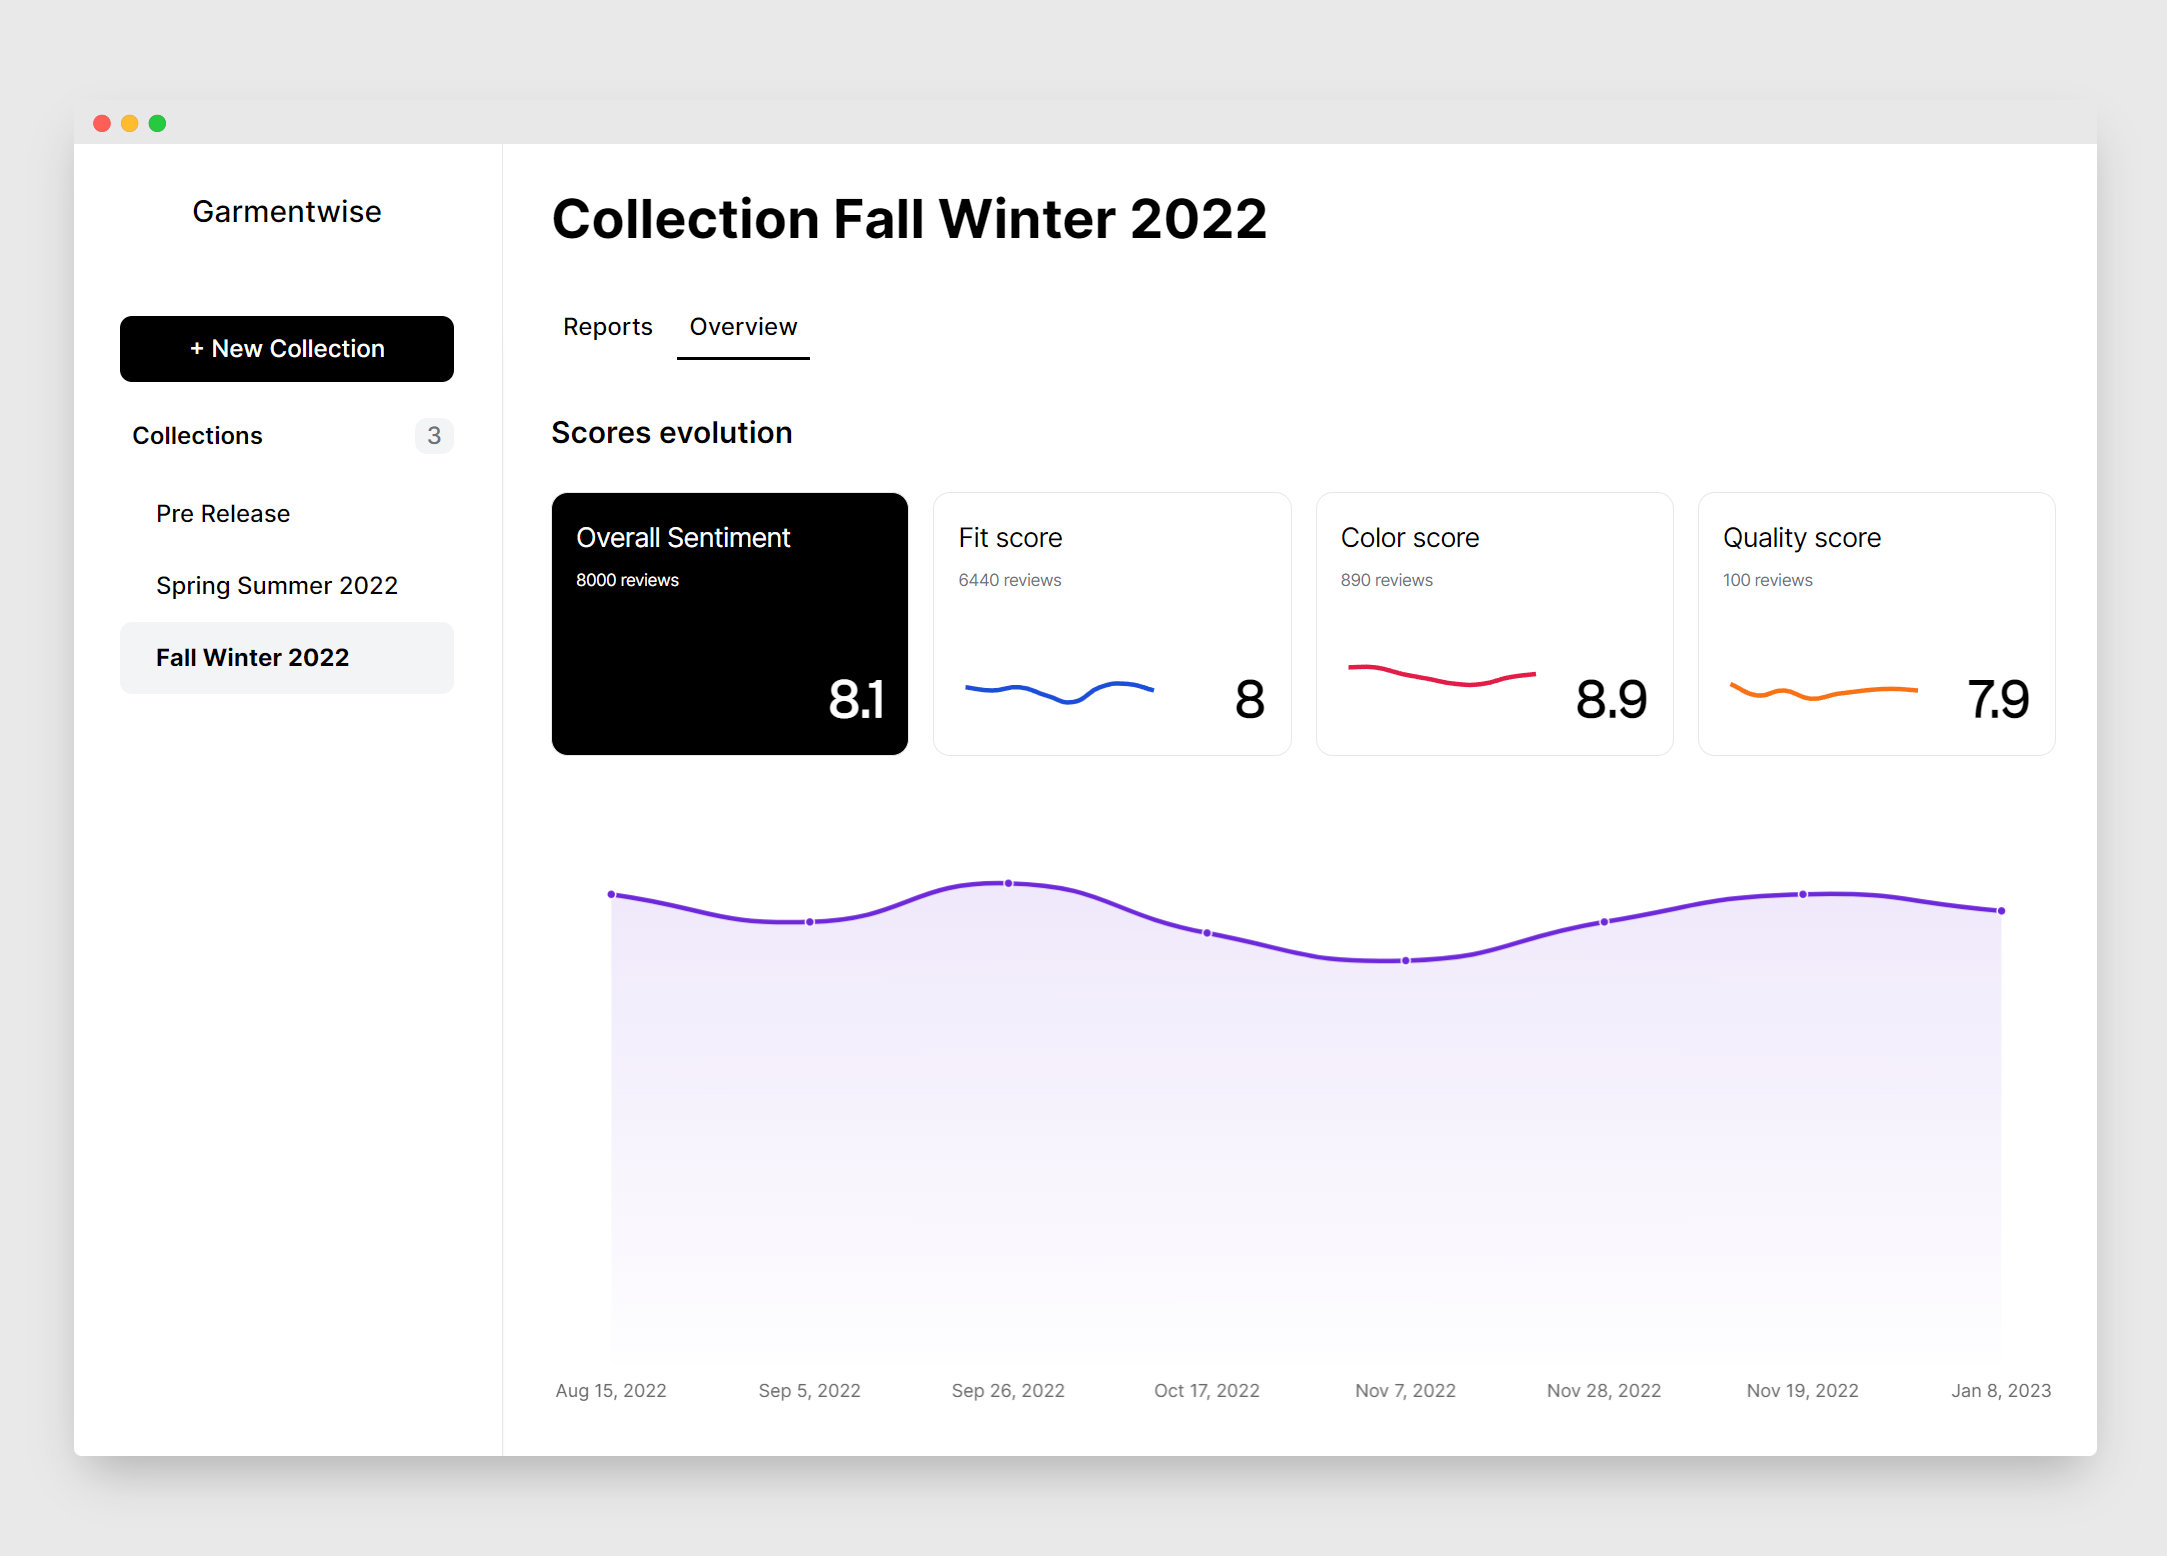 Garmentwise
+ New Collection
Collections 3
Pre Release
Spring Summer 2022
Fall Winter 2022
Collection Fall Winter 2022
Reports Overview
Scores evolution
Overall Sentiment
8000 reviews
8.1
Fit score
6440 reviews
8
Color score
890 reviews
8.9
Quality score
100 reviews
7.9
Aug 15, 2022 Sep 5, 2022 Sep 26, 2022 Oct 17, 2022 Nov 7, 2022 Nov 28, 2022 Nov 19, 2022 Jan 8, 2023